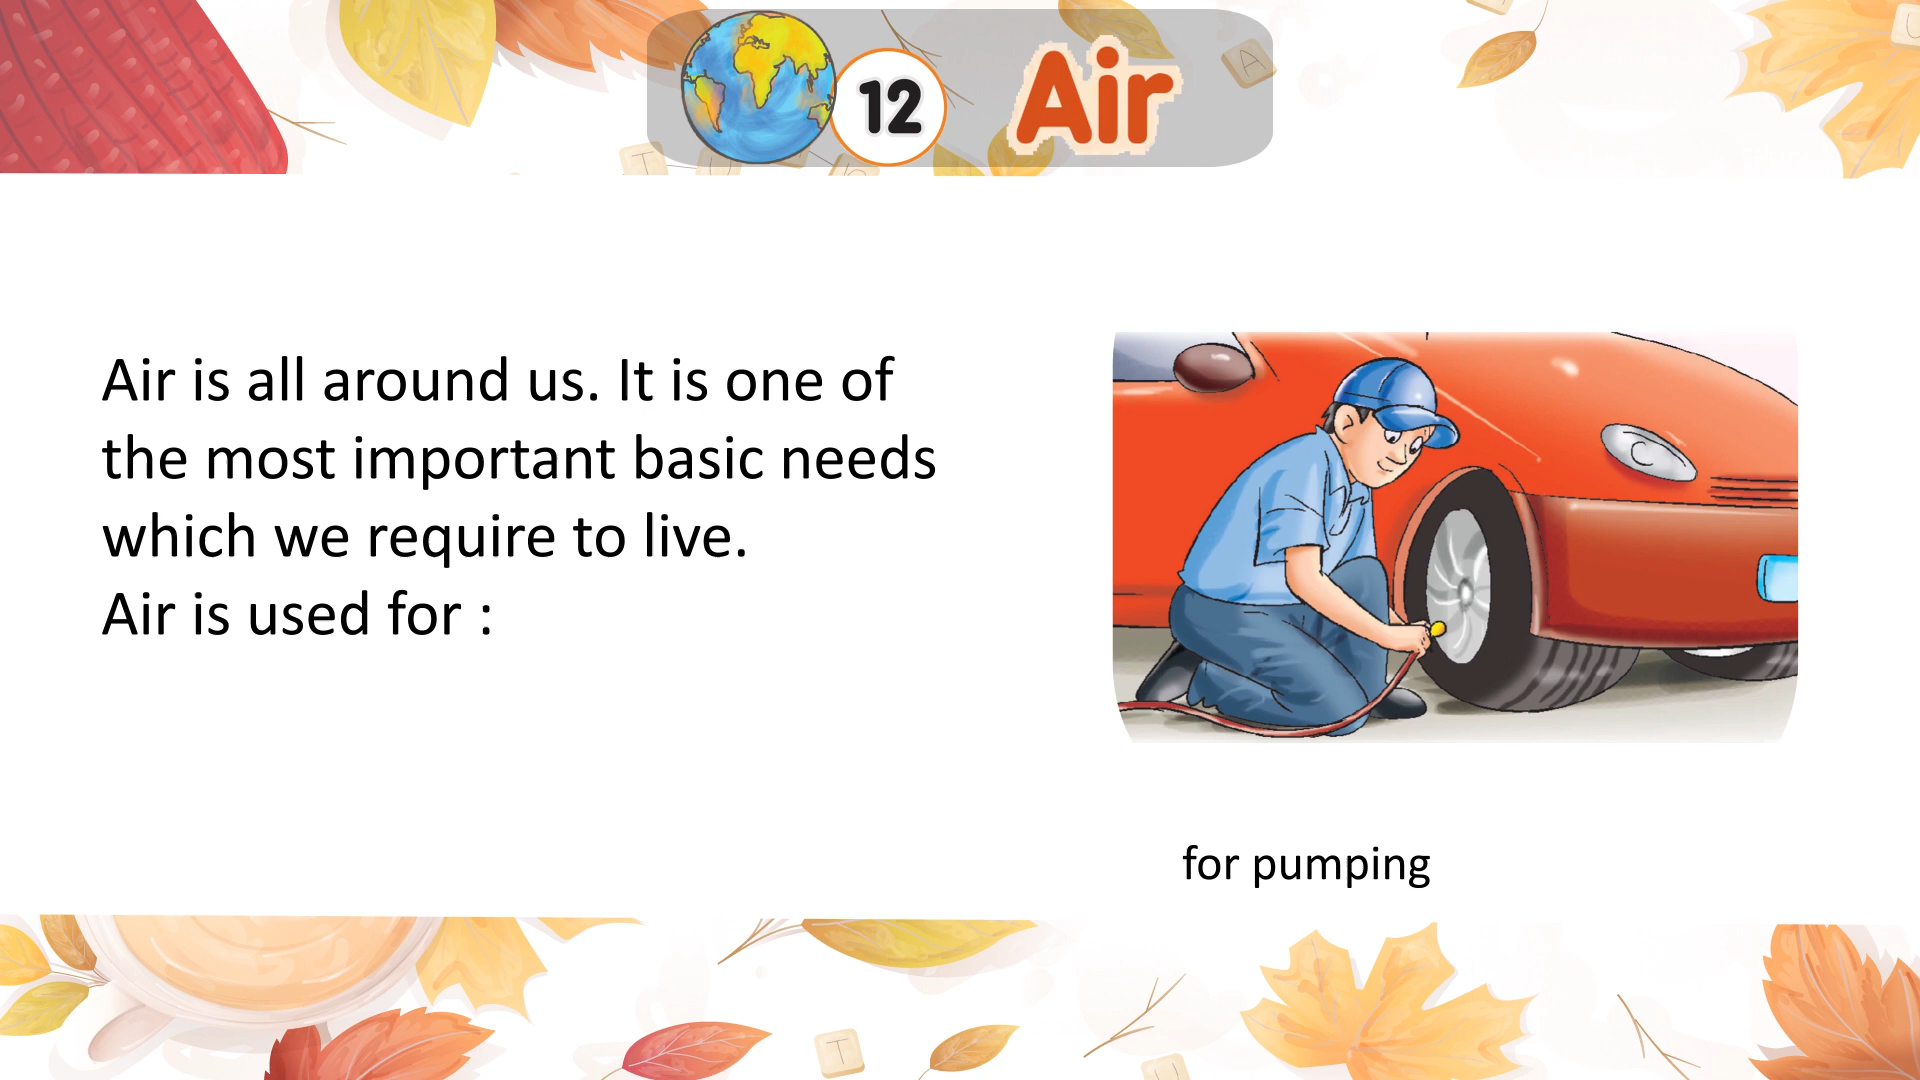 12 Air
Air is all around us. It is one of
the most important basic needs
which we require to live.
Air is used for :
for pumping
A
T
T